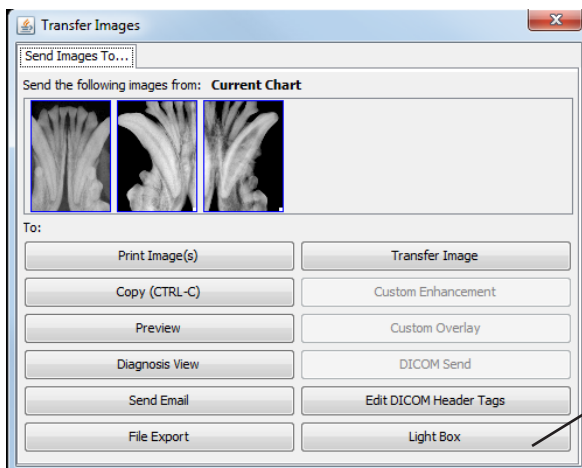 Transfer Images
Send Images To...
Send the following images from: Current Chart
To:
Print Image(s) Transfer Image
Copy (CTRL-C) Custom Enhancement
Preview Custom Overlay
Diagnosis View DICOM Send
Send Email Edit DICOM Header Tags
File Export Light Box